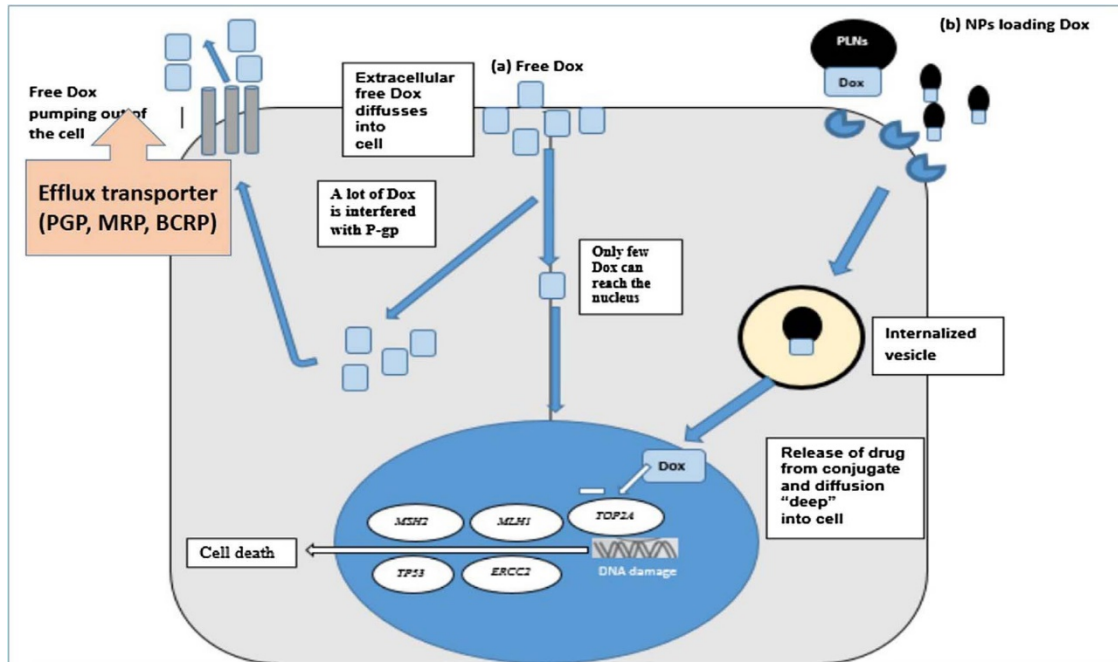 (b) NPs loading Dox
PLNs
Dox
(a) Free Dox
Extracellular
free Dox
diffusses
into
cell
Free Dox
pumping out of
the cell
Efflux transporter
(PGP, MRP, BCRP)
A lot of Dox
is interfered
with P-gp
Only few
Dox can
reach the
nucleus
Internalized
vesicle
Release of drug
from conjugate
and diffusion
“deep”
into cell
Dox
MSH2
MLH1
TOP2A
Cell death
TP53
ERCC2
DNA damage